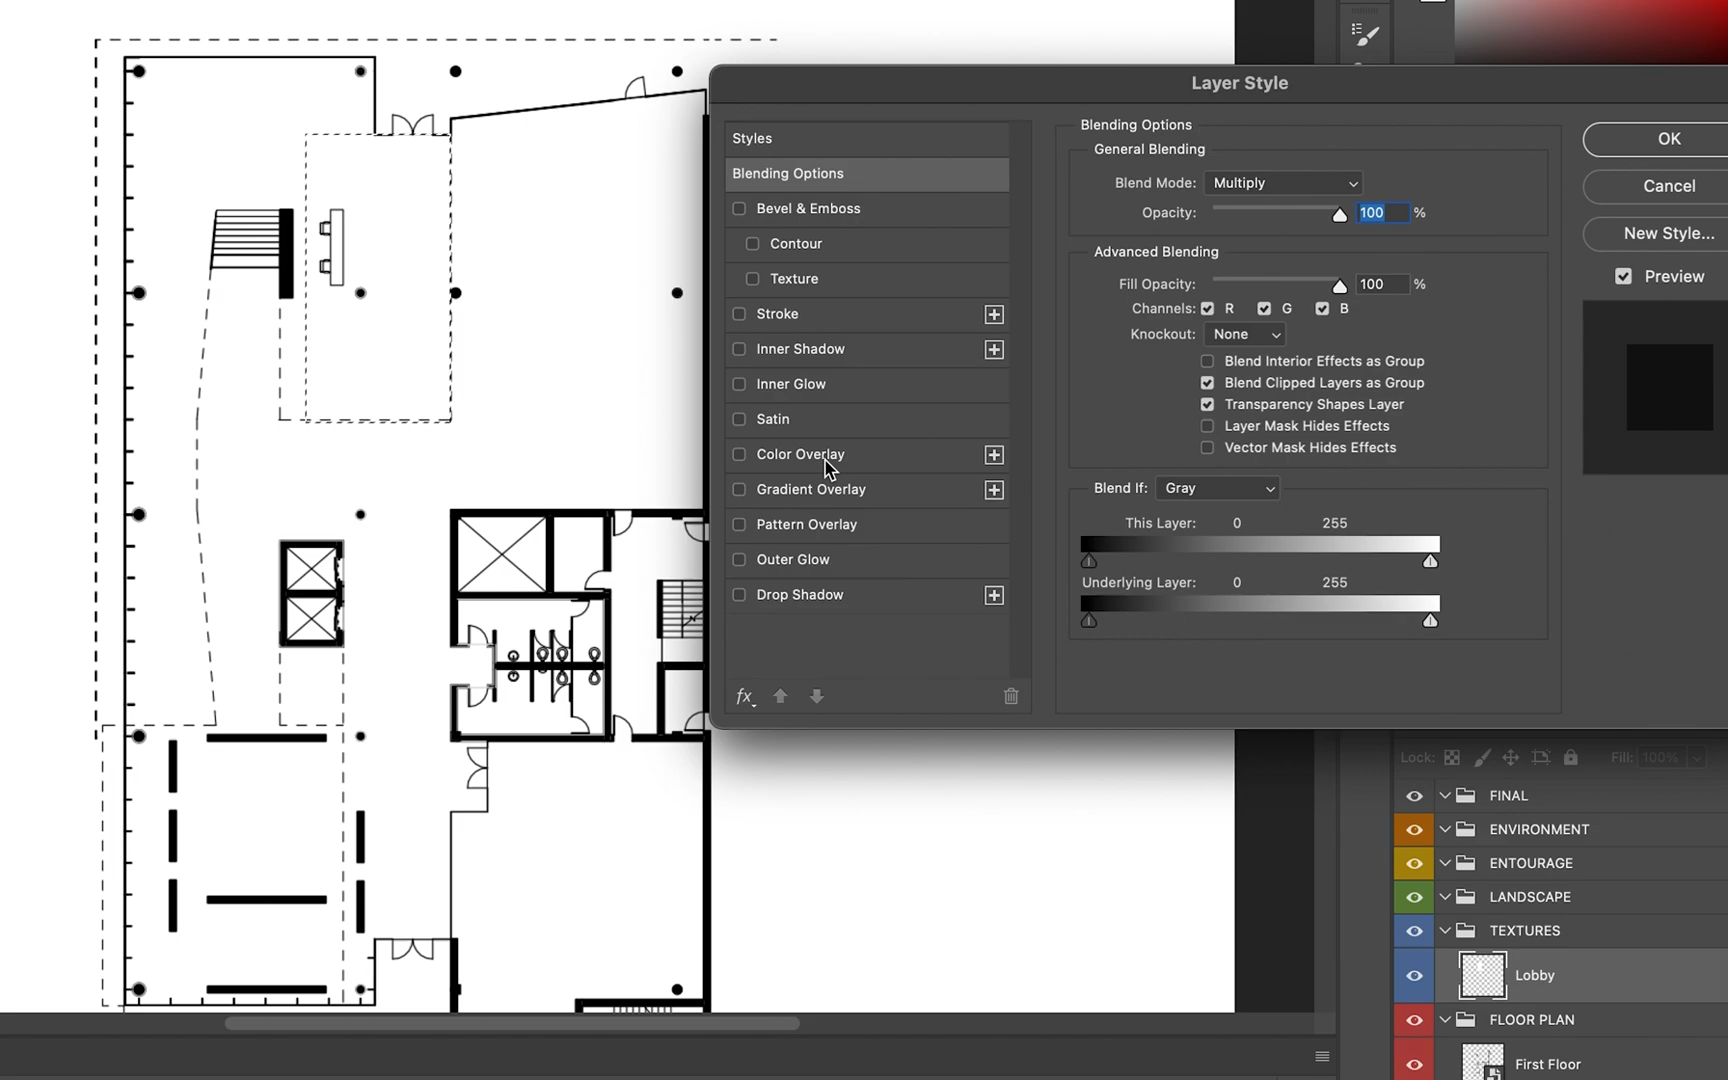 Layer Style
Styles
Blending Options
Bevel & Emboss
Contour
Texture
Stroke
Inner Shadow
Inner Glow
Satin
Color Overlay
Gradient Overlay
Pattern Overlay
Outer Glow
Drop Shadow
fx
Blending Options
General Blending
Blend Mode: Multiply
Opacity: 100 %
Advanced Blending
Fill Opacity: 100 %
Channels: R G B
Knockout: None
Blend Interior Effects as Group
Blend Clipped Layers as Group
Transparency Shapes Layer
Layer Mask Hides Effects
Vector Mask Hides Effects
Blend If: Gray
This Layer: 0 255
Underlying Layer: 0 255
OK
Cancel
New Style...
Preview
Lock: Fill: 100%
FINAL
ENVIRONMENT
ENTOURAGE
LANDSCAPE
TEXTURES
Lobby
FLOOR PLAN
First Floor